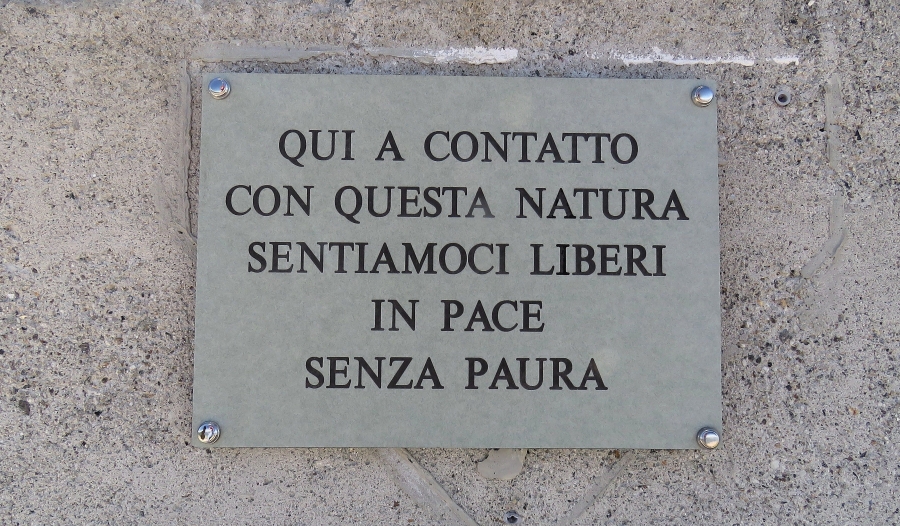 QUI A CONTATTO
CON QUESTA NATURA
SENTIAMOCI LIBERI
IN PACE
SENZA PAURA